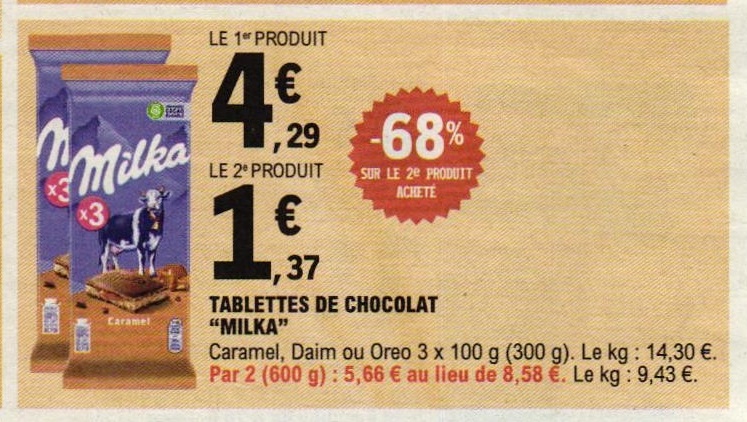 LE 1er PRODUIT
4€,29
-68%
SUR LE 2e PRODUIT
ACHETÉ
LE 2e PRODUIT
1€,37
Milka
x3
x3
Caramel
TABLETTES DE CHOCOLAT
“MILKA”
Caramel, Daim ou Oreo 3 x 100 g (300 g). Le kg : 14,30 €.
Par 2 (600 g) : 5,66 € au lieu de 8,58 €. Le kg : 9,43 €.